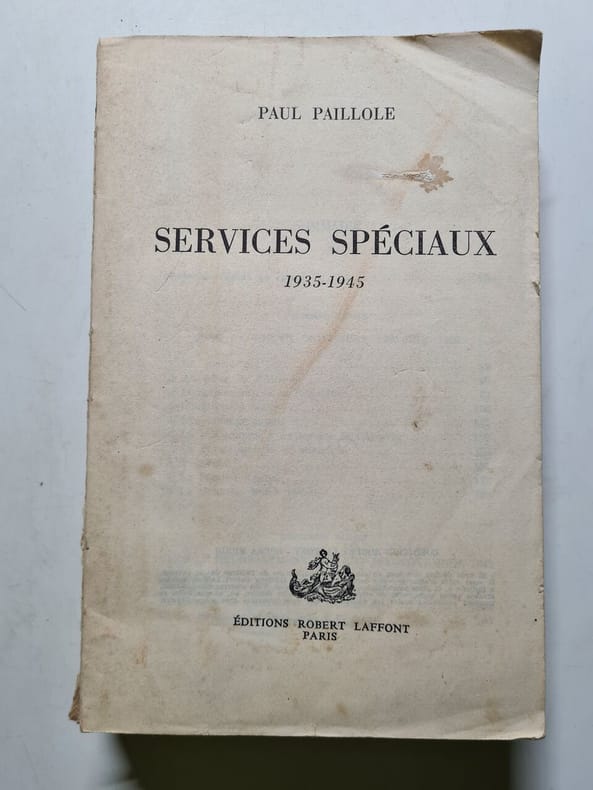 PAUL PAILLOLE
SERVICES SPÉCIAUX
1935-1945
ÉDITIONS ROBERT LAFFONT
PARIS